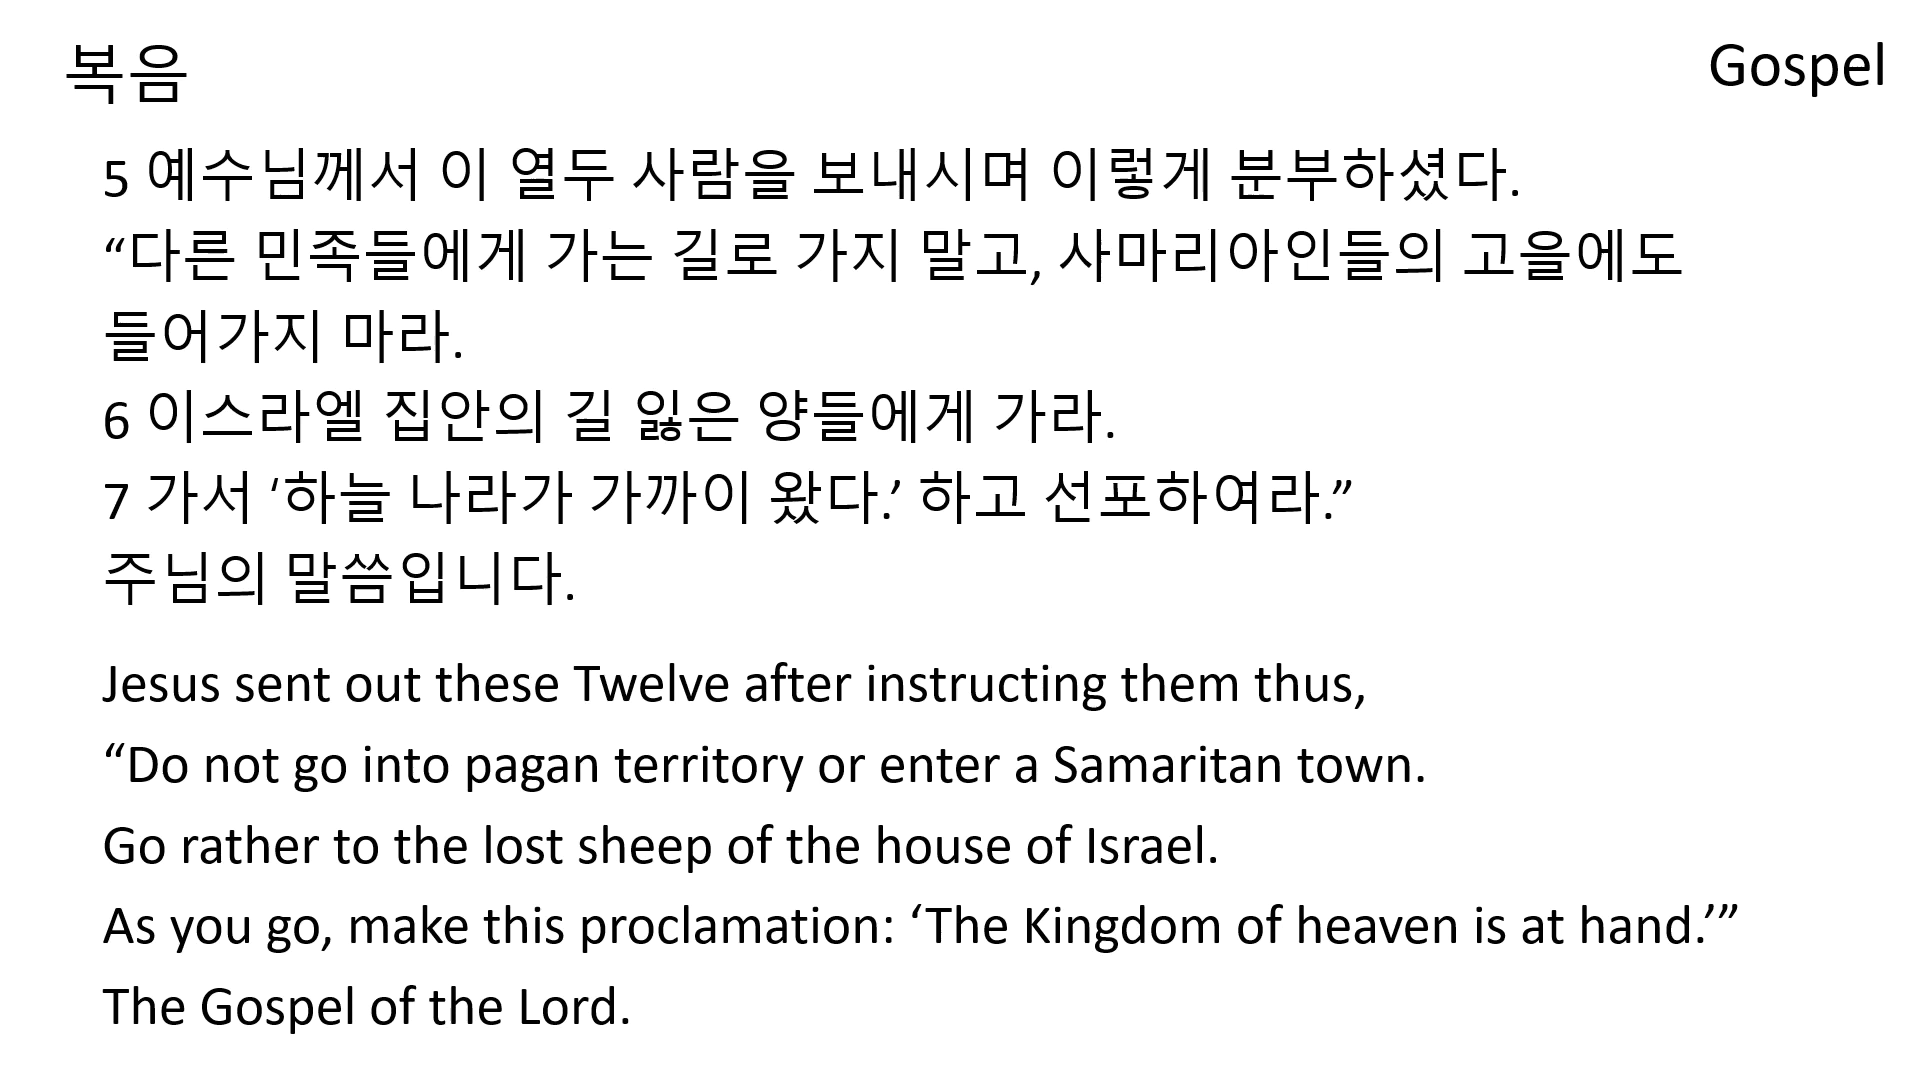 복음
Gospel
5 예수님께서 이 열두 사람을 보내시며 이렇게 분부하셨다.
“다른 민족들에게 가는 길로 가지 말고, 사마리아인들의 고을에도
들어가지 마라.
6 이스라엘 집안의 길 잃은 양들에게 가라.
7 가서 ‘하늘 나라가 가까이 왔다.’ 하고 선포하여라.”
주님의 말씀입니다.
Jesus sent out these Twelve after instructing them thus,
“Do not go into pagan territory or enter a Samaritan town.
Go rather to the lost sheep of the house of Israel.
As you go, make this proclamation: ‘The Kingdom of heaven is at hand.’”
The Gospel of the Lord.